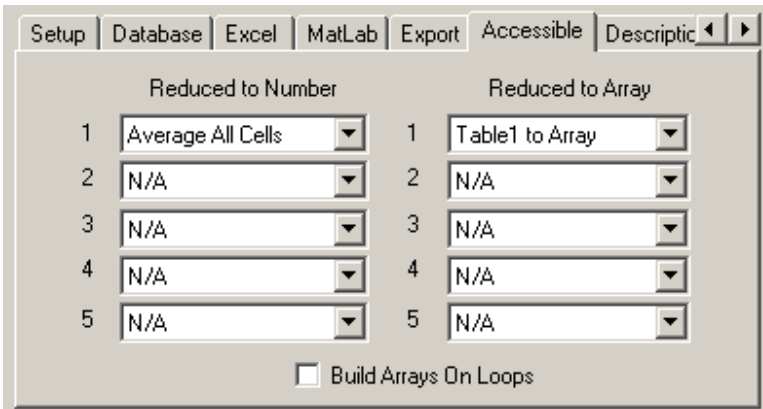 Setup Database Excel MatLab Export Accessible Descriptic
Reduced to Number Reduced to Array
1 Average All Cells 1 Table1 to Array
2 N/A 2 N/A
3 N/A 3 N/A
4 N/A 4 N/A
5 N/A 5 N/A
Build Arrays On Loops